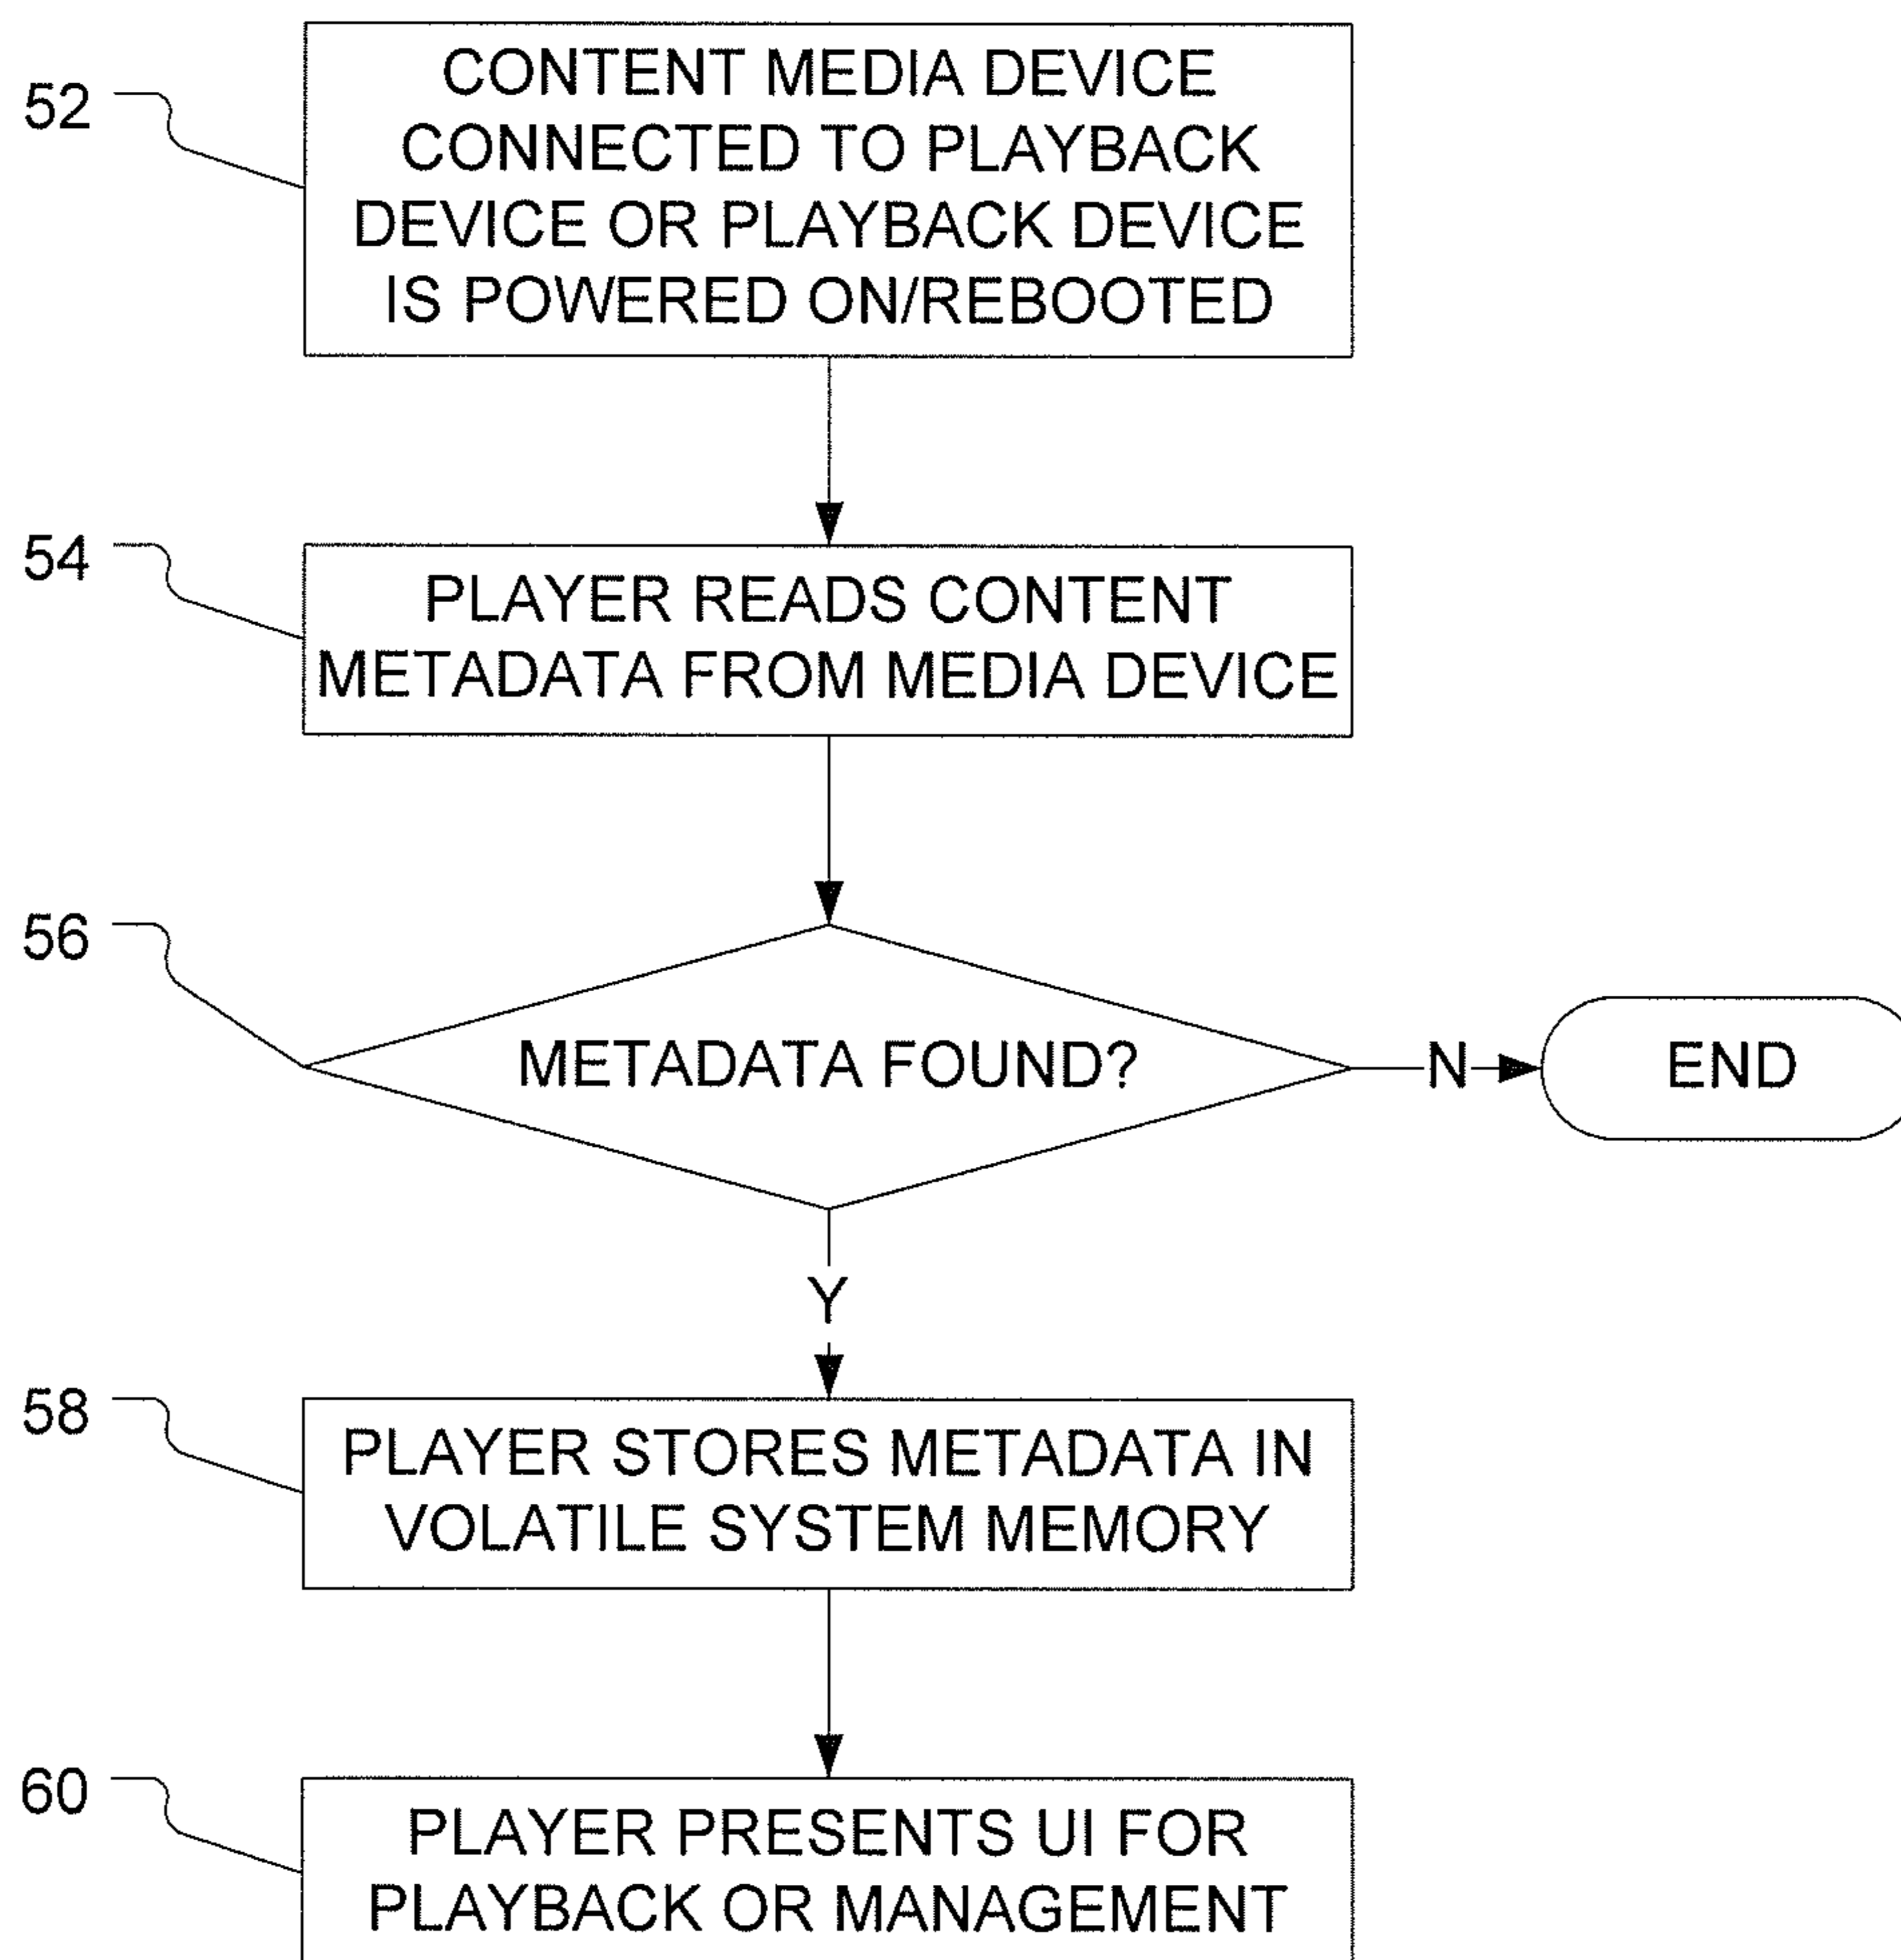 52
CONTENT MEDIA DEVICE
CONNECTED TO PLAYBACK
DEVICE OR PLAYBACK DEVICE
IS POWERED ON/REBOOTED
54
PLAYER READS CONTENT
METADATA FROM MEDIA DEVICE
56
METADATA FOUND?
N
END
Y
58
PLAYER STORES METADATA IN
VOLATILE SYSTEM MEMORY
60
PLAYER PRESENTS UI FOR
PLAYBACK OR MANAGEMENT